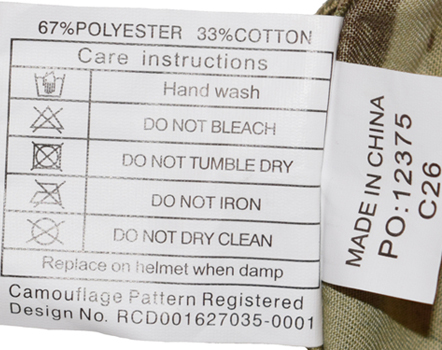 67%POLYESTER 33%COTTON
Care instructions
Hand wash
DO NOT BLEACH
DO NOT TUMBLE DRY
DO NOT IRON
DO NOT DRY CLEAN
Replace on helmet when damp
Camouflage Pattern Registered
Design No. RCD001627035-0001
MADE IN CHINA
PO:12375
C26